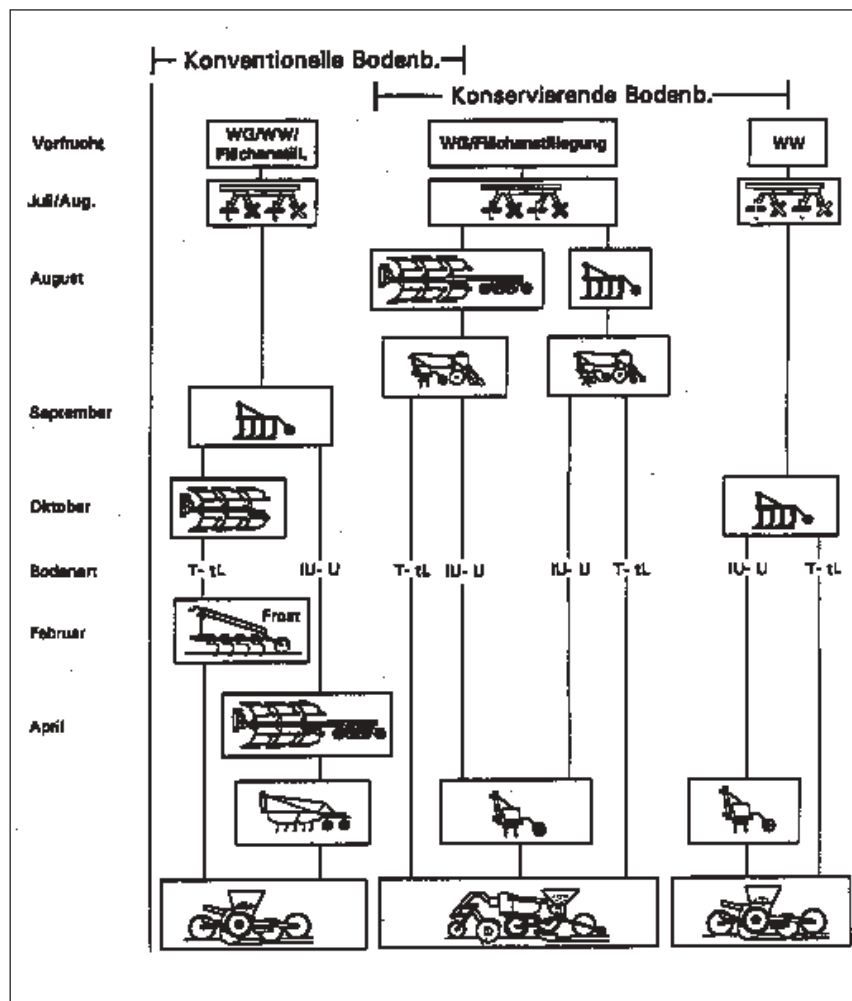 Konventionelle Bodenb.
Konservierende Bodenb.
Vorfrucht
WG/WW/
Flächenstill.
WG/Flächenstillegung
WW
Juli/Aug.
August
September
Oktober
Bodenart
T- tL
lU- U
T- tL
lU- U
lU- U
T- tL
lU- U
T- tL
Februar
Frost
April